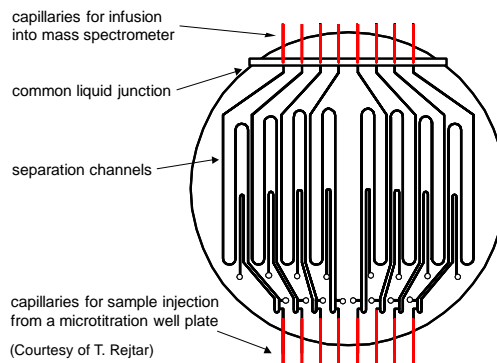 capillaries for infusion
into mass spectrometer
common liquid junction
separation channels
capillaries for sample injection
from a microtitration well plate
(Courtesy of T. Rejtar)